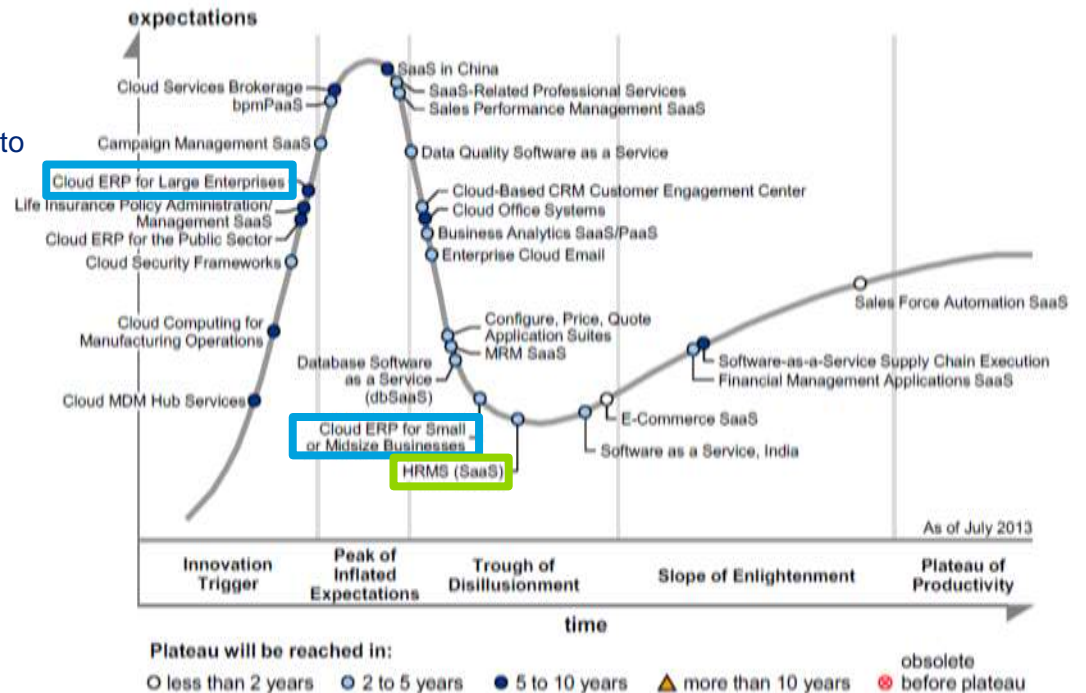 expectations
to
SaaS in China
Cloud Services Brokerage
SaaS-Related Professional Services
bpmPaaS
Sales Performance Management SaaS
Campaign Management SaaS
Data Quality Software as a Service
Cloud ERP for Large Enterprises
Cloud-Based CRM Customer Engagement Center
Life Insurance Policy Administration/
Management SaaS
Cloud Office Systems
Cloud ERP for the Public Sector
Business Analytics SaaS/PaaS
Cloud Security Frameworks
Enterprise Cloud Email
Sales Force Automation SaaS
Cloud Computing for
Manufacturing Operations
Configure, Price, Quote
Application Suites
MRM SaaS
Database Software
as a Service
(dbSaaS)
Software-as-a-Service Supply Chain Execution
Financial Management Applications SaaS
Cloud MDM Hub Services
E-Commerce SaaS
Cloud ERP for Small
or Midsize Businesses
Software as a Service, India
HRMS (SaaS)
As of July 2013
Innovation
Trigger
Peak of
Inflated
Expectations
Trough of
Disillusionment
Slope of Enlightenment
Plateau of
Productivity
time
Plateau will be reached in:
less than 2 years
2 to 5 years
5 to 10 years
more than 10 years
obsolete
before plateau